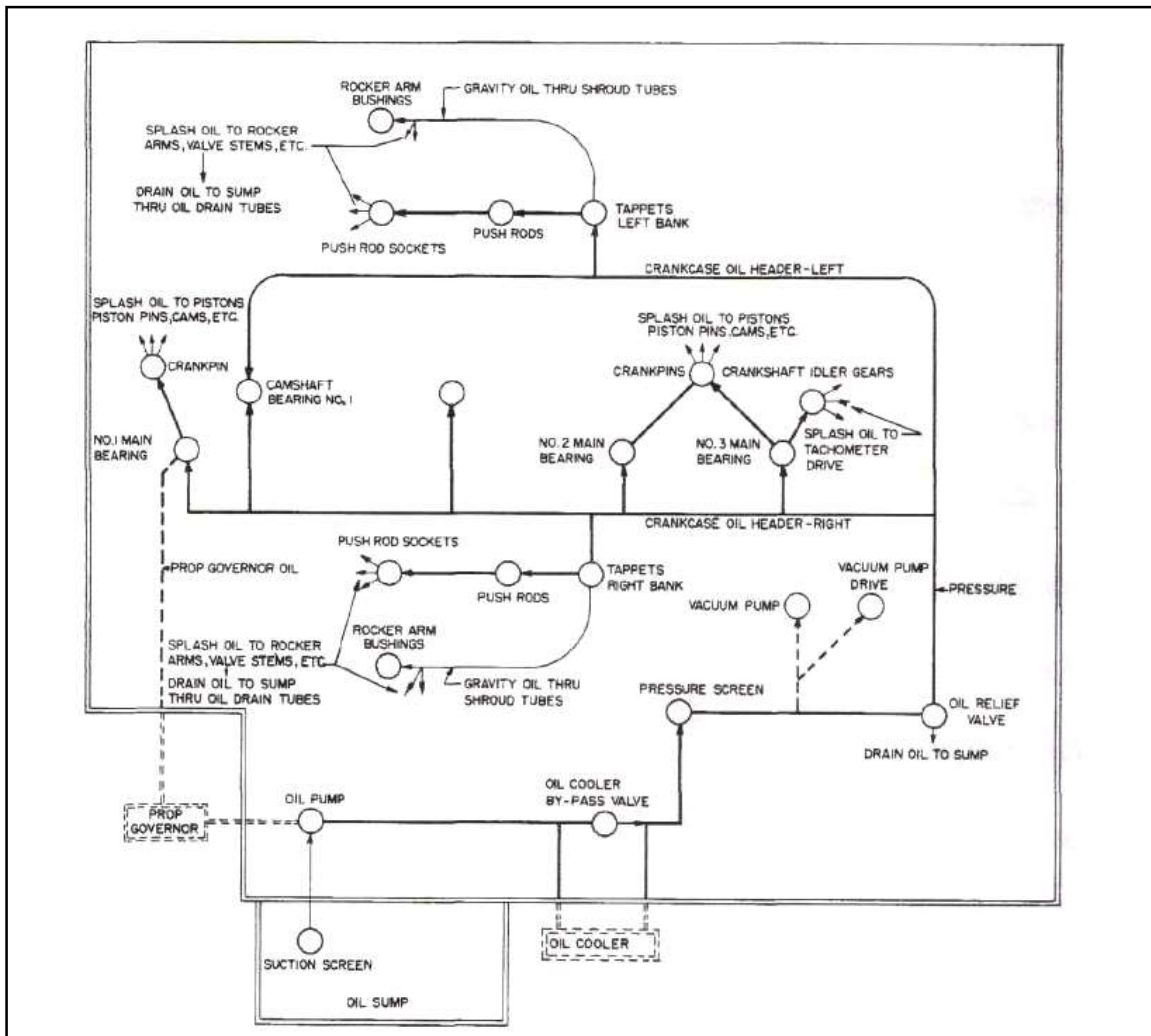 ROCKER ARM
BUSHINGS
GRAVITY OIL THRU SHROUD TUBES
SPLASH OIL TO ROCKER
ARMS, VALVE STEMS, ETC.
DRAIN OIL TO SUMP
THRU OIL DRAIN TUBES
TAPPETS
LEFT BANK
PUSH RODS
PUSH ROD SOCKETS
CRANKCASE OIL HEADER-LEFT
SPLASH OIL TO PISTONS
PISTON PINS, CAMS, ETC.
CRANKPIN
CAMSHAFT
BEARING NO. 1
SPLASH OIL TO PISTONS
PISTON PINS, CAMS, ETC.
CRANKPINS
CRANKSHAFT IDLER GEARS
NO. 1 MAIN
BEARING
NO. 2 MAIN
BEARING
NO. 3 MAIN
BEARING
SPLASH OIL TO
TACHOMETER
DRIVE
CRANKCASE OIL HEADER-RIGHT
PUSH ROD SOCKETS
PROP GOVERNOR OIL
PUSH RODS
TAPPETS
RIGHT BANK
VACUUM PUMP
VACUUM PUMP
DRIVE
PRESSURE
ROCKER ARM
BUSHINGS
SPLASH OIL TO ROCKER
ARMS, VALVE STEMS, ETC
DRAIN OIL TO SUMP
THRU OIL DRAIN TUBES
GRAVITY OIL THRU
SHROUD TUBES
PRESSURE SCREEN
OIL RELIEF
VALVE
DRAIN OIL TO SUMP
OIL PUMP
OIL COOLER
BY-PASS VALVE
PROP
GOVERNOR
OIL COOLER
SUCTION SCREEN
OIL SUMP